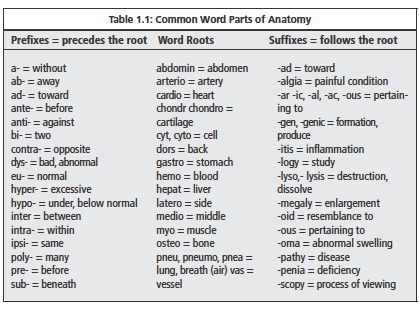 Table 1.1: Common Word Parts of Anatomy
Prefixes = precedes the root Word Roots Suffixes = follows the root
a- = without
ab- = away
ad- = toward
ante- = before
anti- = against
bi- = two
contra- = opposite
dys- = bad, abnormal
eu- = normal
hyper- = excessive
hypo- = under, below normal
inter = between
intra- = within
ipsi- = same
poly- = many
pre- = before
sub- = beneath
abdomin = abdomen
arterio = artery
cardio = heart
chondr chondro =
cartilage
cyt, cyto = cell
dors = back
gastro = stomach
hemo = blood
hepat = liver
latero = side
medio = middle
myo = muscle
osteo = bone
pneu, pneumo, pnea =
lung, breath (air) vas =
vessel
-ad = toward
-algia = painful condition
-ar -ic, -al, -ac, -ous = pertain-
ing to
-gen, -genic = formation,
produce
-itis = inflammation
-logy = study
-lyso,- lysis = destruction,
dissolve
-megaly = enlargement
-oid = resemblance to
-ous = pertaining to
-oma = abnormal swelling
-pathy = disease
-penia = deficiency
-scopy = process of viewing